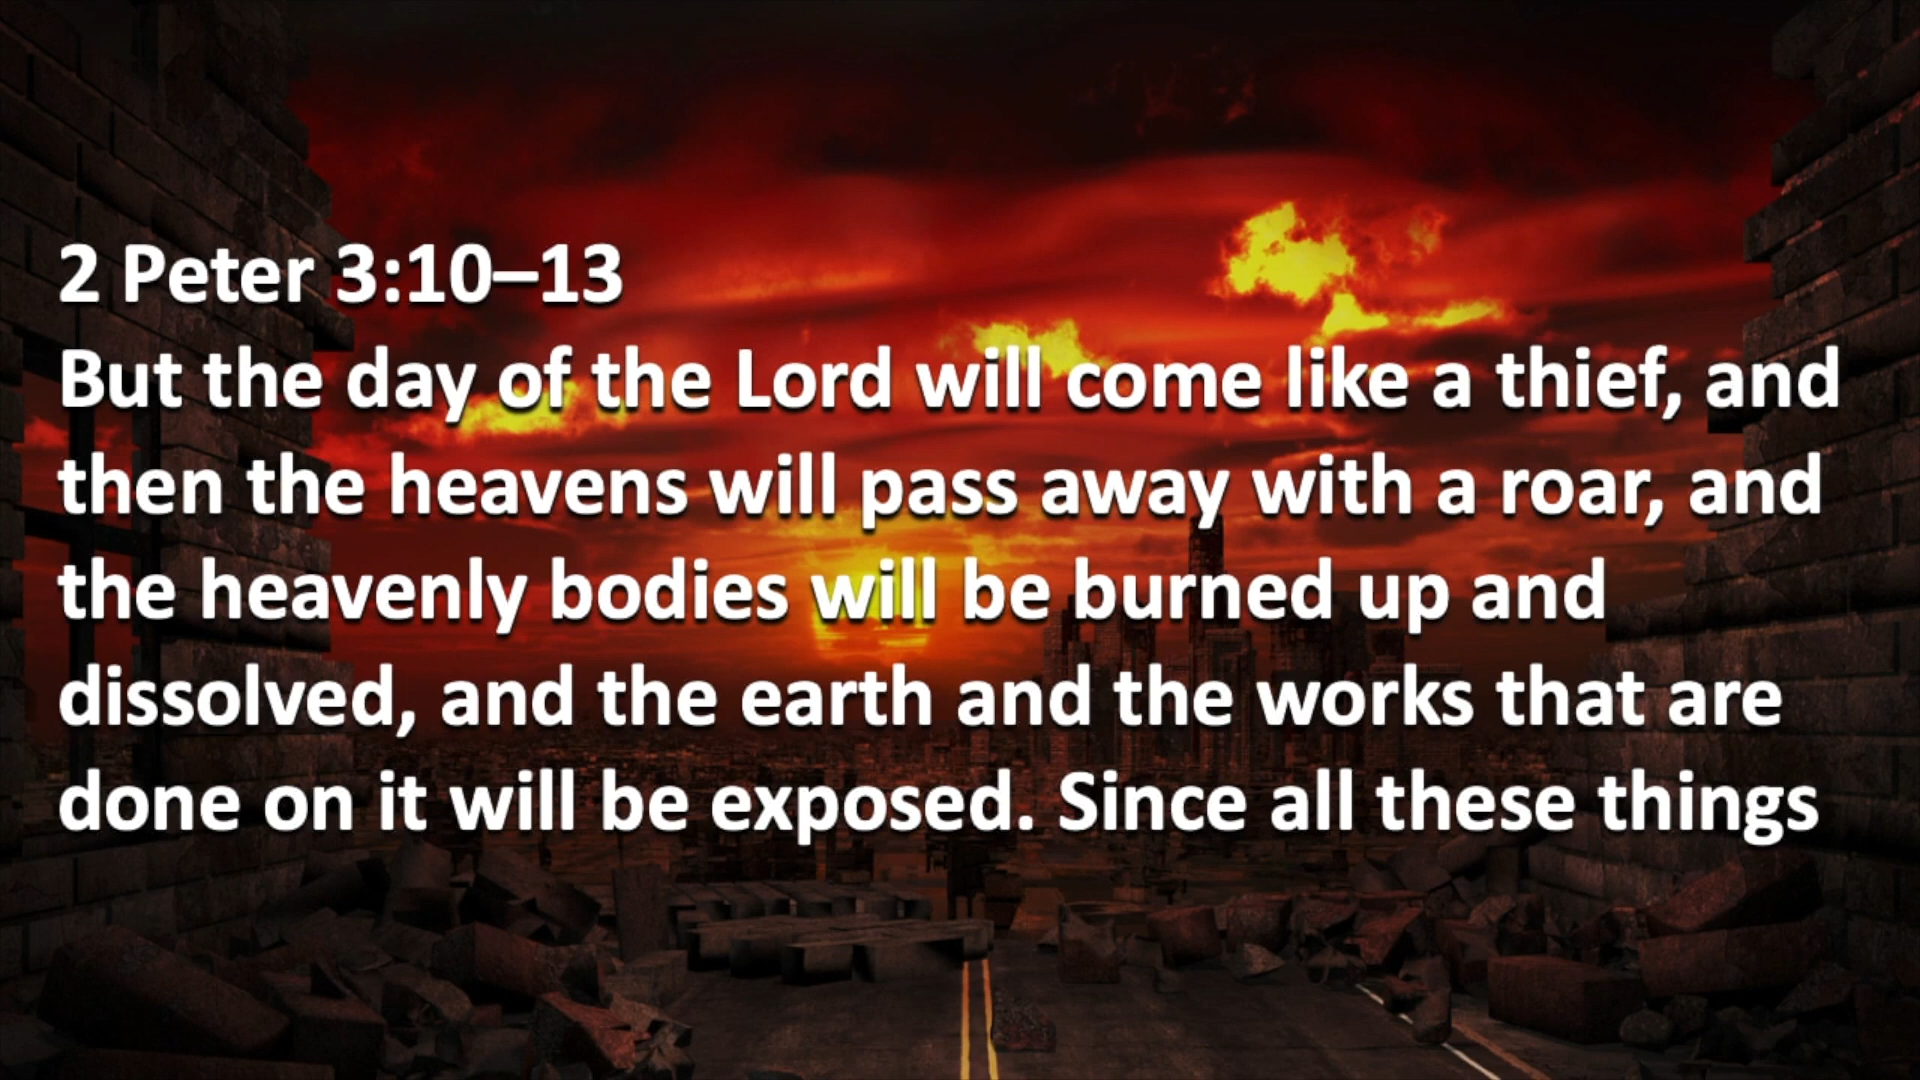 2 Peter 3:10–13
But the day of the Lord will come like a thief, and
then the heavens will pass away with a roar, and
the heavenly bodies will be burned up and
dissolved, and the earth and the works that are
done on it will be exposed. Since all these things